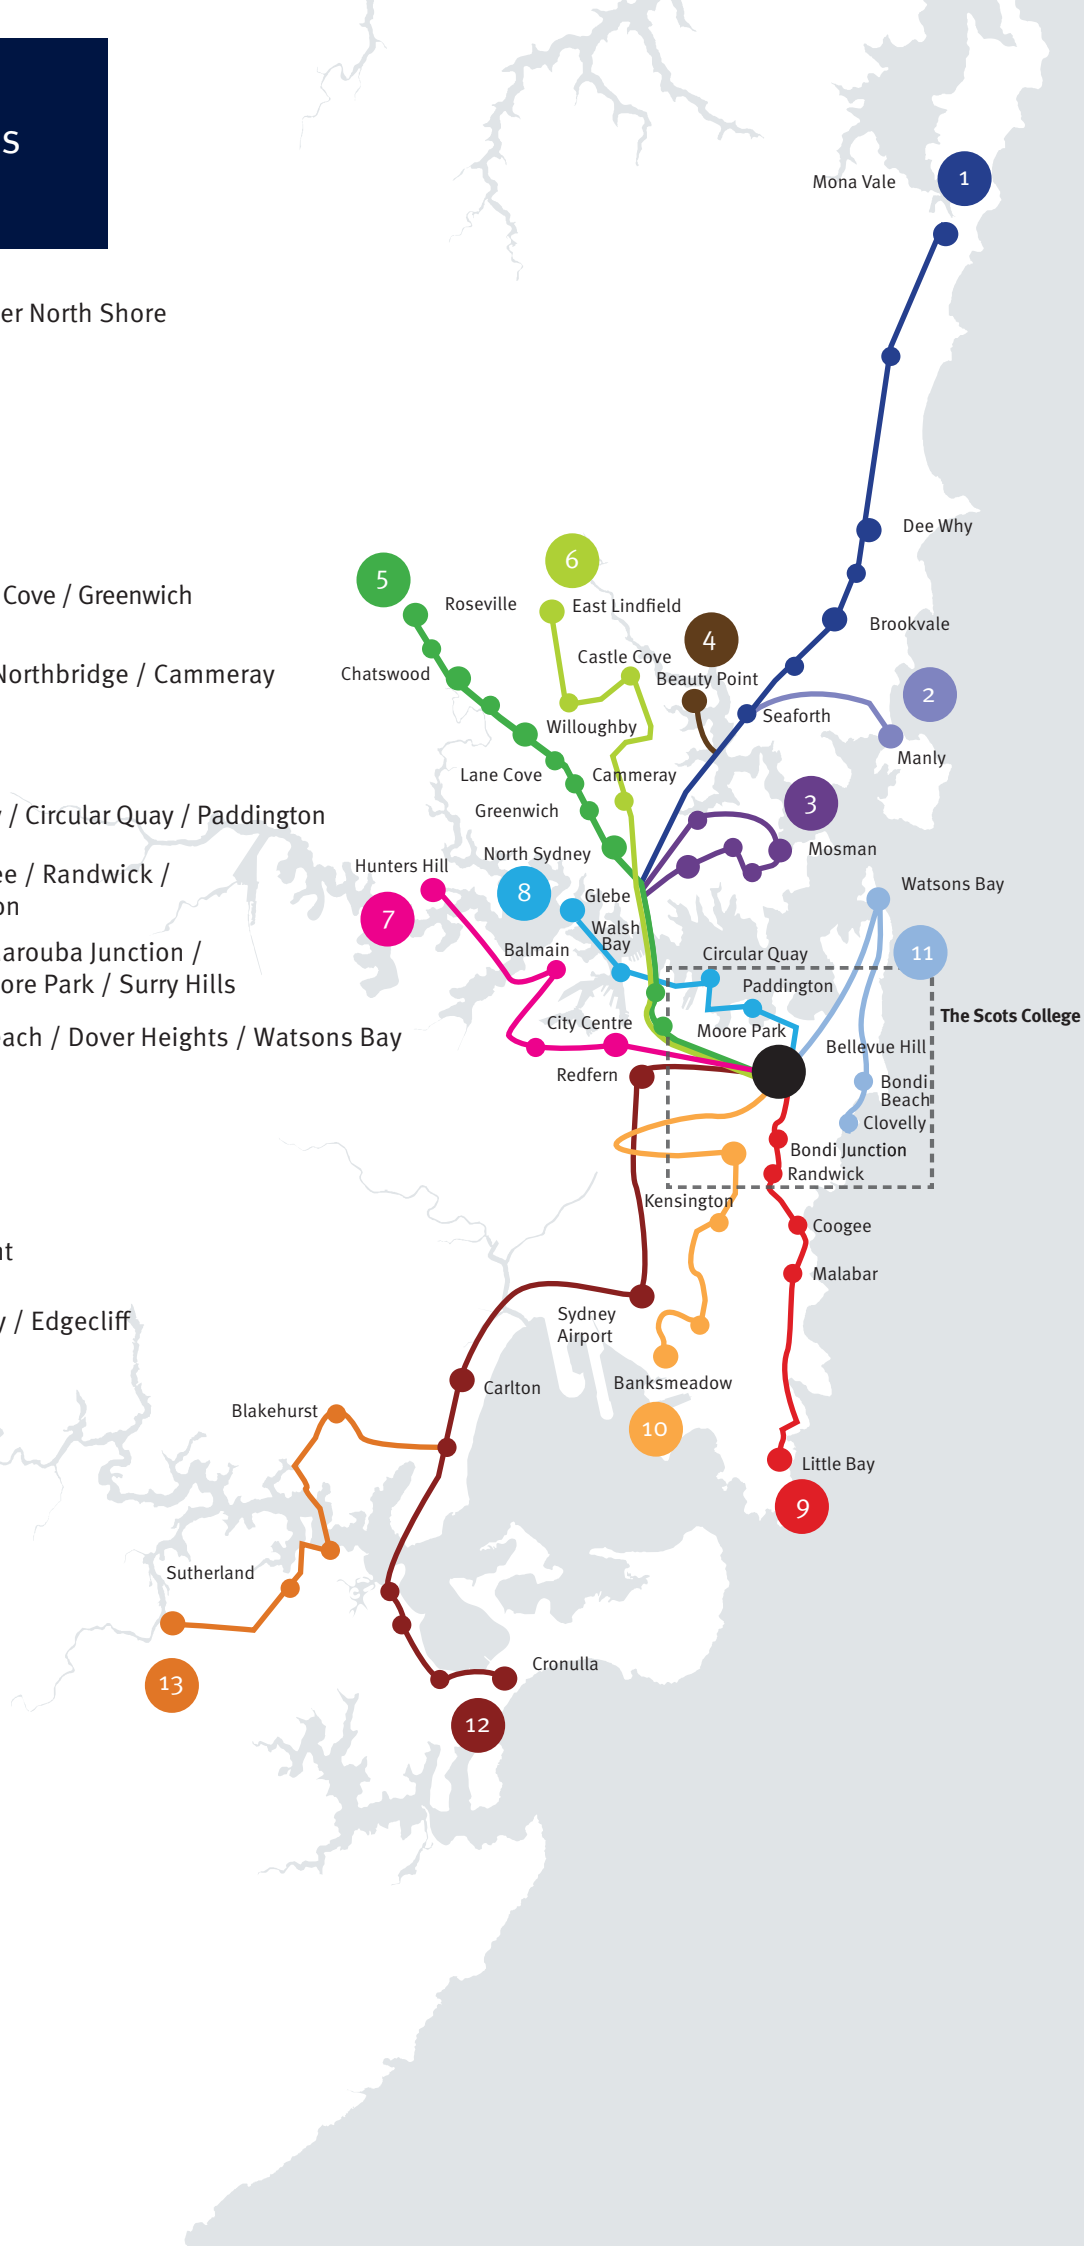 s
er North Shore
Cove / Greenwich
Northbridge / Cammeray
/ Circular Quay / Paddington
ee / Randwick /
on
arouba Junction /
oore Park / Surry Hills
each / Dover Heights / Watsons Bay
nt
y / Edgecliff
Mona Vale
1
Dee Why
Brookvale
5
6
Roseville
East Lindfield
4
Castle Cove
Chatswood
Beauty Point
2
Willoughby
Seaforth
Manly
Lane Cove
Cammeray
Greenwich
3
Mosman
North Sydney
Hunters Hill
8
Glebe
Watsons Bay
7
Walsh
Bay
Balmain
Circular Quay
11
Paddington
The Scots College
City Centre
Moore Park
Bellevue Hill
Redfern
Bondi
Beach
Clovelly
Bondi Junction
Randwick
Kensington
Coogee
Malabar
Sydney
Airport
Banksmeadow
Carlton
Blakehurst
10
Little Bay
9
Sutherland
Cronulla
13
12